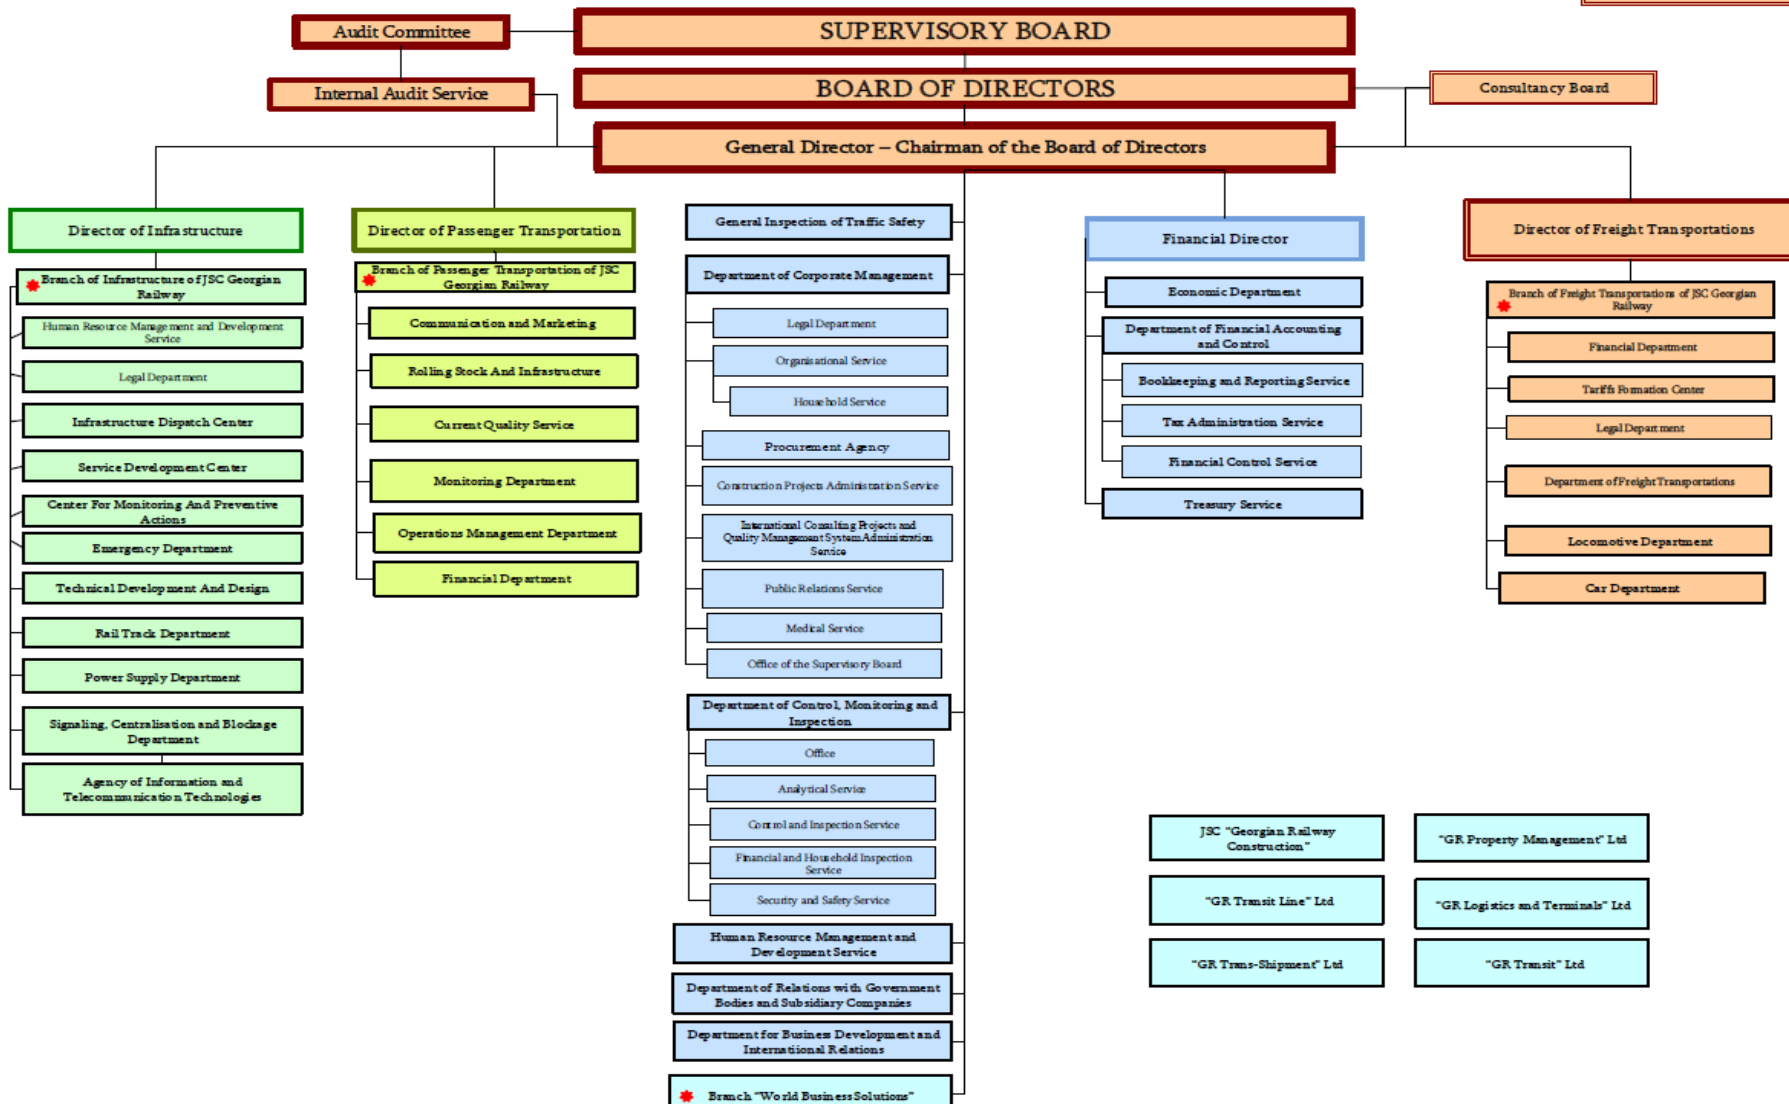 Audit Committee
SUPERVISORY BOARD
Internal Audit Service
BOARD OF DIRECTORS
Consultancy Board
General Director – Chairman of the Board of Directors
Director of Infrastructure
Branch of Infrastructure of JSC Georgian
Railway
Human Resource Management and Development
Service
Legal Department
Infrastructure Dispatch Center
Service Development Center
Center For Monitoring And Preventive
Actions
Emergency Department
Technical Development And Design
Rail Track Department
Power Supply Department
Signaling, Centralisation and Blockage
Department
Agency of Information and
Telecommunication Technologies
Director of Passenger Transportation
Branch of Passenger Transportation of JSC
Georgian Railway
Communication and Marketing
Rolling Stock And Infrastructure
Current Quality Service
Monitoring Department
Operations Management Department
Financial Department
General Inspection of Traffic Safety
Department of Corporate Management
Legal Department
Organisational Service
Household Service
Procurement Agency
Construction Projects Administration Service
International Consulting Projects and
Quality Management System Administration
Service
Public Relations Service
Medical Service
Office of the Supervisory Board
Department of Control, Monitoring and
Inspection
Office
Analytical Service
Control and Inspection Service
Financial and Household Inspection
Service
Security and Safety Service
Human Resource Management and
Development Service
Department of Relations with Government
Bodies and Subsidiary Companies
Department for Business Development and
Internatiional Relations
Branch "World Business Solutions"
Financial Director
Economic Department
Department of Financial Accounting
and Control
Bookkeeping and Reporting Service
Tax Administration Service
Financial Control Service
Treasury Service
Director of Freight Transportations
Branch of Freight Transportations of JSC Georgian
Railway
Financial Department
Tariffs Formation Center
Legal Department
Department of Freight Transportations
Locomotive Department
Car Department
JSC "Georgian Railway
Construction"
"GR Property Management" Ltd
"GR Transit Line" Ltd
"GR Logistics and Terminals" Ltd
"GR Trans-Shipment" Ltd
"GR Transit" Ltd